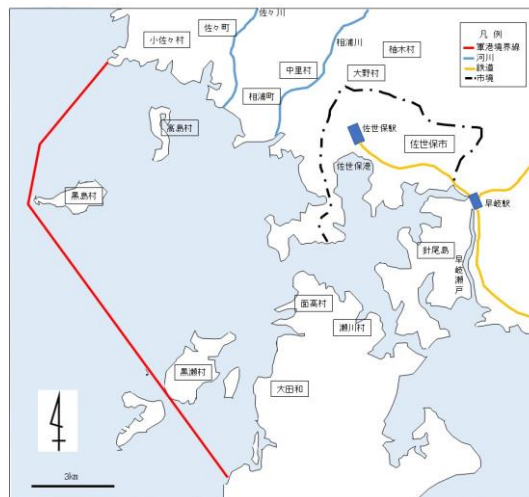 凡 例
軍港境界線
河川
鉄道
市境
佐々川
佐々町
小佐々村
相浦川
柚木村
中里村
大野村
相浦町
高島村
佐世保駅
佐世保市
佐世保港
黒島村
早岐駅
針尾島
早岐瀬戸
面高村
瀬川村
黒瀬村
大田和
3km